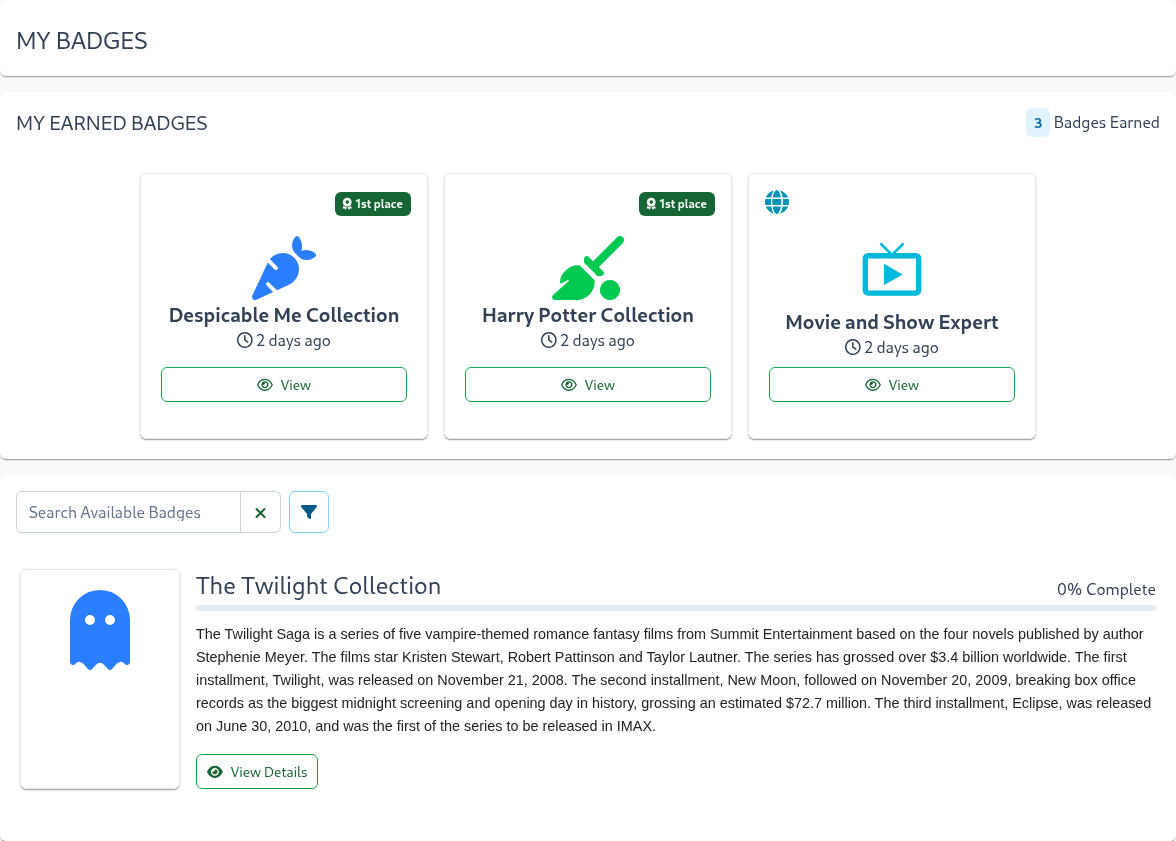 MY BADGES
MY EARNED BADGES
3 Badges Earned
1st place
Despicable Me Collection
2 days ago
View
1st place
Harry Potter Collection
2 days ago
View
Movie and Show Expert
2 days ago
View
Search Available Badges
The Twilight Collection
0% Complete
The Twilight Saga is a series of five vampire-themed romance fantasy films from Summit Entertainment based on the four novels published by author
Stephenie Meyer. The films star Kristen Stewart, Robert Pattinson and Taylor Lautner. The series has grossed over $3.4 billion worldwide. The first
installment, Twilight, was released on November 21, 2008. The second installment, New Moon, followed on November 20, 2009, breaking box office
records as the biggest midnight screening and opening day in history, grossing an estimated $72.7 million. The third installment, Eclipse, was released
on June 30, 2010, and was the first of the series to be released in IMAX.
View Details